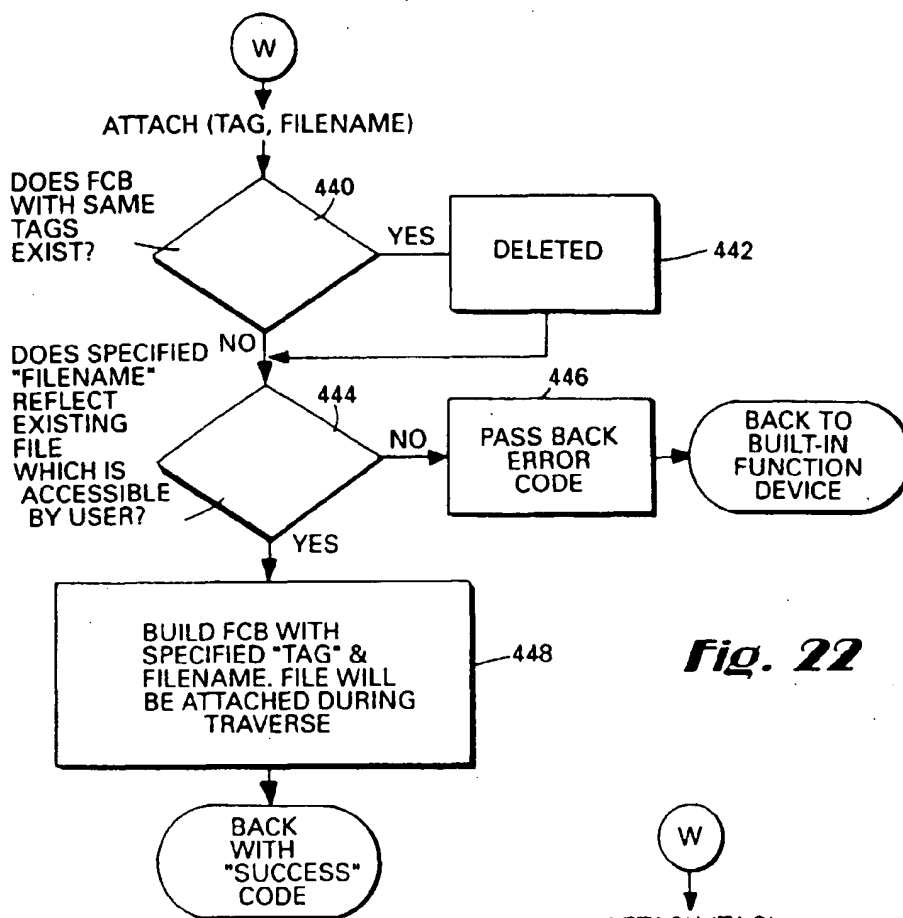 W
ATTACH (TAG, FILENAME)
DOES FCB
WITH SAME
TAGS
EXIST?
440
YES
DELETED
442
NO
DOES SPECIFIED
"FILENAME"
REFLECT
EXISTING
FILE
WHICH IS
ACCESSIBLE
BY USER?
444
NO
446
PASS BACK
ERROR
CODE
BACK TO
BUILT-IN
FUNCTION
DEVICE
YES
BUILD FCB WITH
SPECIFIED "TAG" &
FILENAME. FILE WILL
BE ATTACHED DURING
TRAVERSE
448
Fig. 22
BACK
WITH
"SUCCESS"
CODE
W